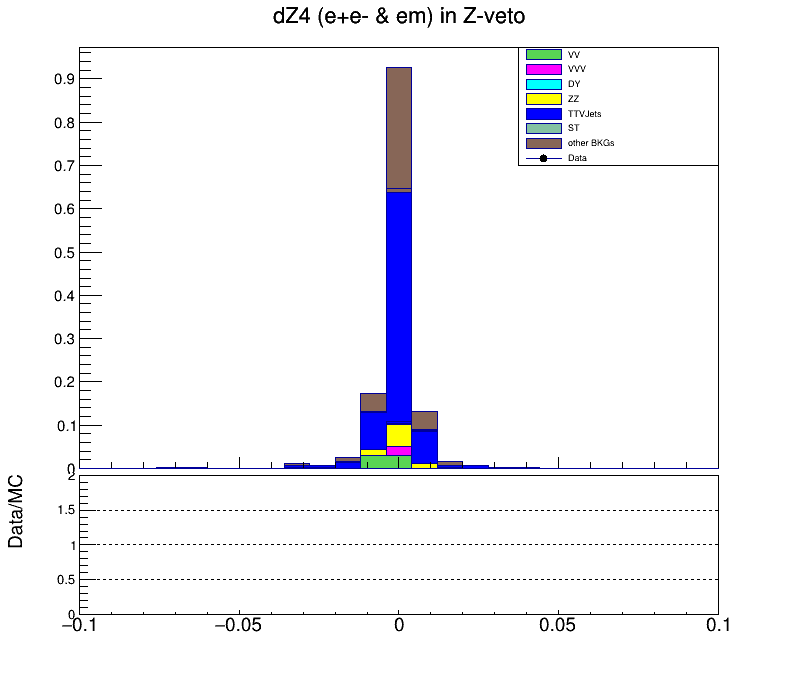 dZ4 (e+e- & em) in Z-veto
VV
VVV
DY
ZZ
TTVJets
ST
other BKGs
Data
0.9
0.8
0.7
0.6
0.5
0.4
0.3
0.2
0.1
0
Data/MC
2
1.5
1
0.5
0
−0.1 −0.05 0 0.05 0.1